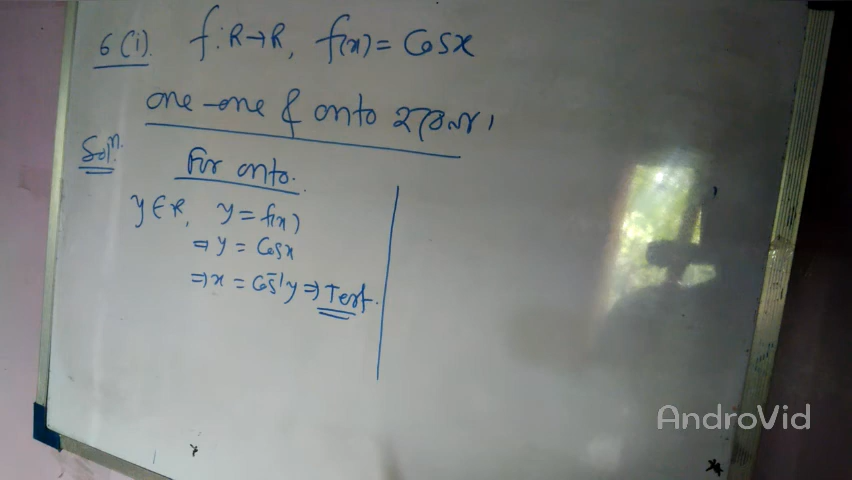 6(i). f: R→R, f(x) = Cosx
one-one & onto
Solⁿ.
For onto.
y∈R, y = f(x)
⇒ y = Cosx
⇒ x = Cos⁻¹y ⇒ Test.
AndroVid